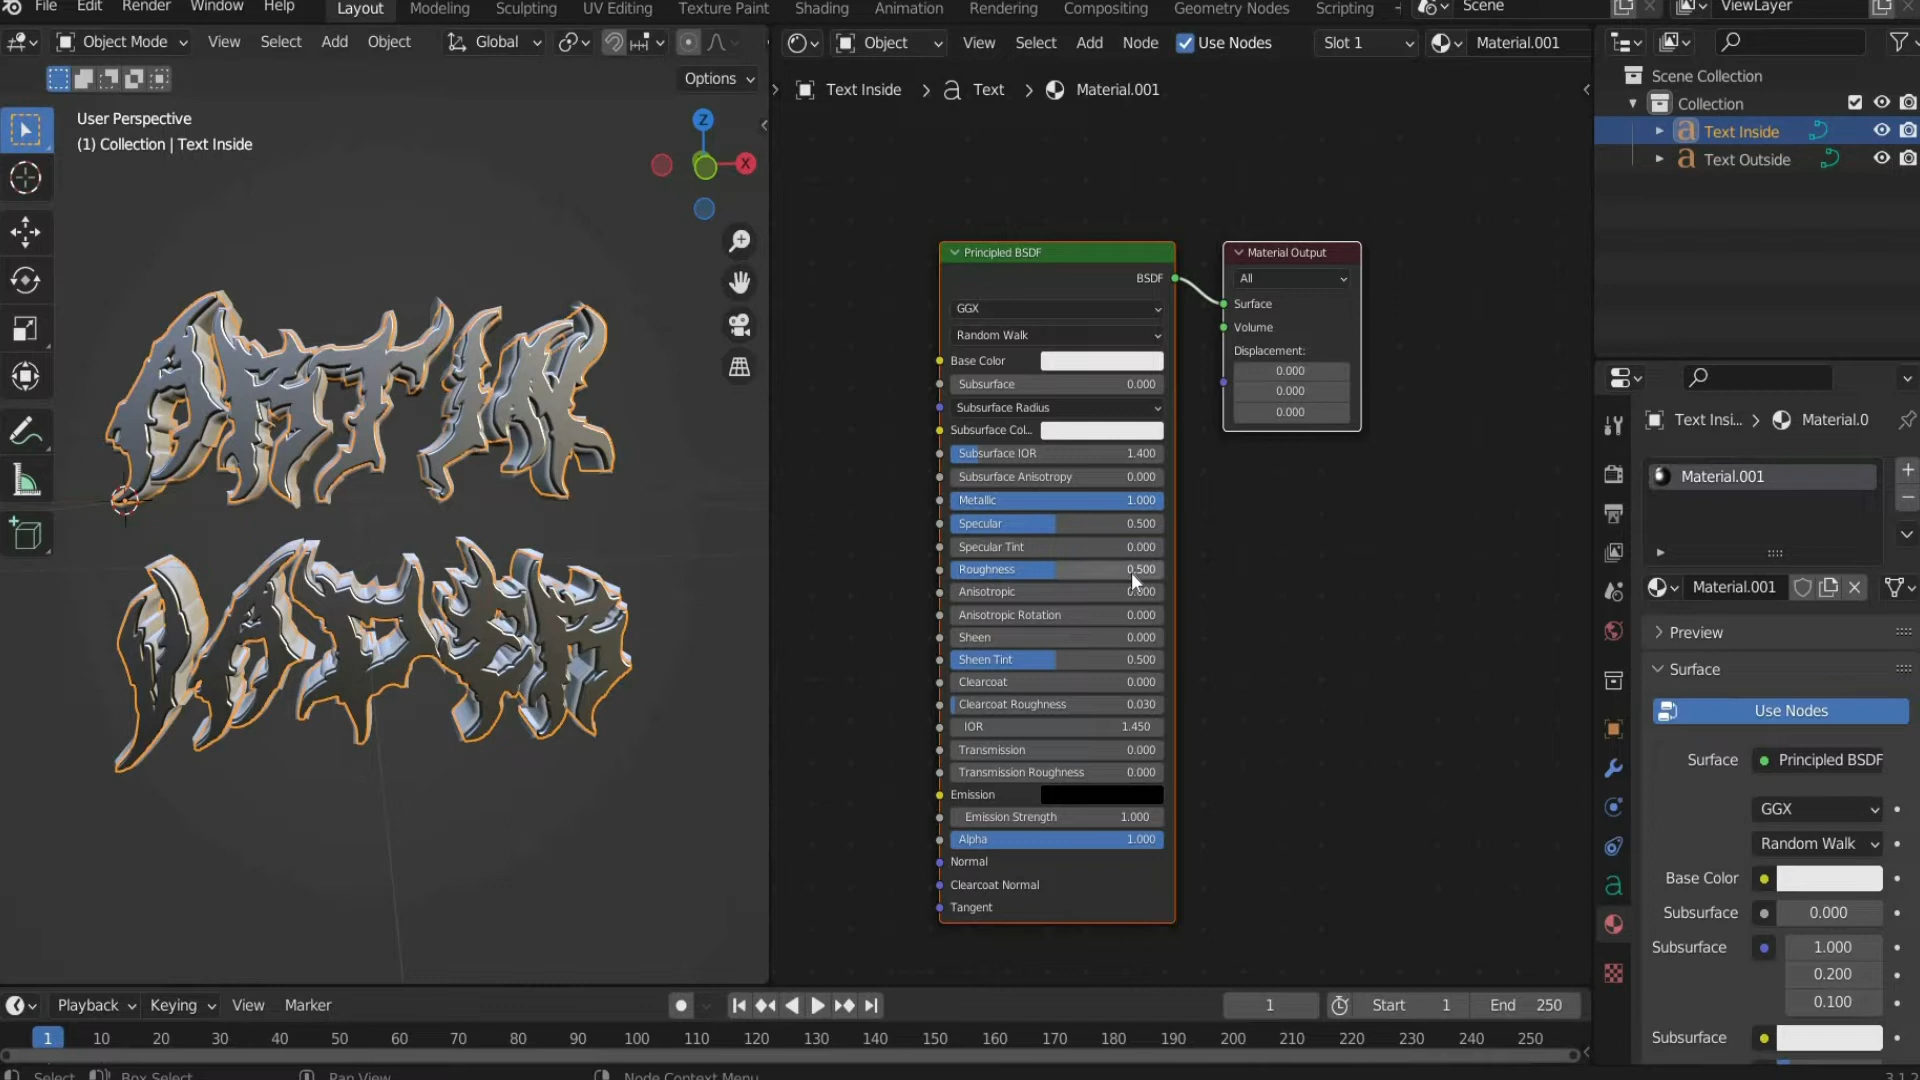 File Edit Render Window Help Layout Modeling Sculpting UV Editing Texture Paint Shading Animation Rendering Compositing Geometry Nodes Scripting Scene ViewLayer
Object Mode View Select Add Object Global Object View Select Add Node Use Nodes Slot 1 Material.001
Options
User Perspective
(1) Collection | Text Inside
Z
X
Text Inside Text Material.001
Scene Collection
Collection
Text Inside
Text Outside
ARTIK
Principled BSDF
BSDF
GGX
Random Walk
Base Color
Subsurface 0.000
Subsurface Radius
Subsurface Col...
Subsurface IOR 1.400
Subsurface Anisotropy 0.000
Metallic 1.000
Specular 0.500
Specular Tint 0.000
Roughness 0.500
Anisotropic
Anisotropic Rotation 0.000
Sheen 0.000
Sheen Tint 0.500
Clearcoat 0.000
Clearcoat Roughness 0.030
IOR 1.450
Transmission 0.000
Transmission Roughness 0.000
Emission
Emission Strength 1.000
Alpha 1.000
Normal
Clearcoat Normal
Tangent
Material Output
All
Surface
Volume
Displacement:
0.000
0.000
0.000
Text Insi... Material.0
Material.001
Material.001
Preview
Surface
Use Nodes
Surface Principled BSDF
GGX
Random Walk
Base Color
Subsurface 0.000
Subsurface 1.000
0.200
0.100
Subsurface
Playback Keying View Marker 1 Start 1 End 250
1 10 20 30 40 50 60 70 80 90 100 110 120 130 140 150 160 170 180 190 200 210 220 230 240 250
Select Box Select Pan View Node Context Menu 3.1.2